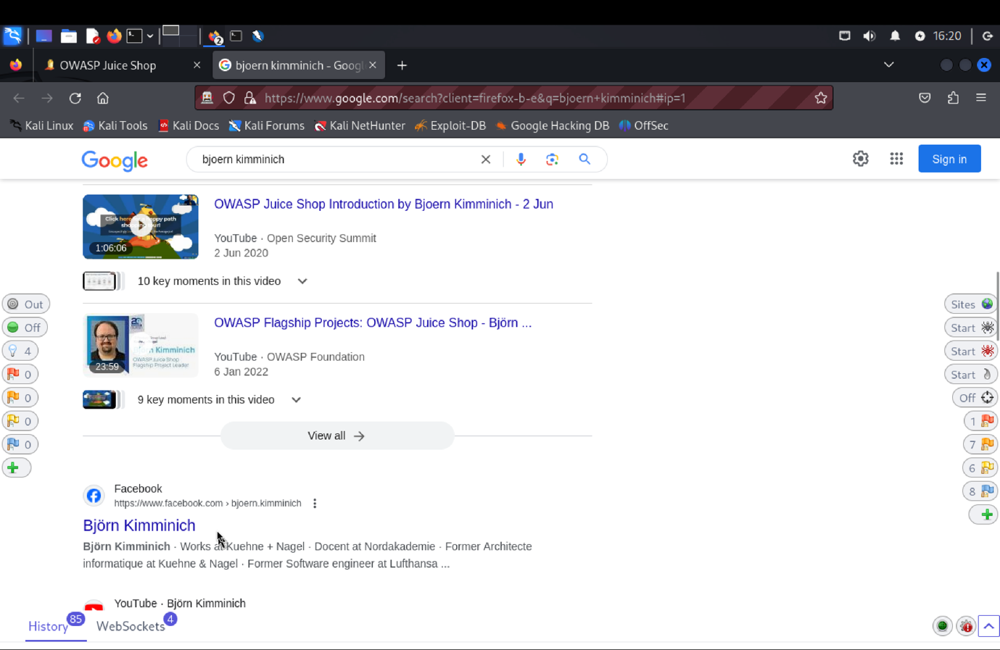 16:20
OWASP Juice Shop
bjoern kimminich - Googl
https://www.google.com/search?client=firefox-b-e&q=bjoern+kimminich#ip=1
Kali Linux
Kali Tools
Kali Docs
Kali Forums
Kali NetHunter
Exploit-DB
Google Hacking DB
OffSec
Google
bjoern kimminich
Sign in
Click here
happy path
1:06:06
OWASP Juice Shop Introduction by Bjoern Kimminich - 2 Jun
YouTube · Open Security Summit
2 Jun 2020
10 key moments in this video
Out
Off
4
0
0
0
0
Sites
Start
Start
Start
Off
1
7
6
8
Kimminich
OWASP Juice Shop
Flagship Project Leader
23:59
OWASP Flagship Projects: OWASP Juice Shop - Björn ...
YouTube · OWASP Foundation
6 Jan 2022
9 key moments in this video
View all
Facebook
https://www.facebook.com › bjoern.kimminich
Björn Kimminich
Björn Kimminich · Works at Kuehne + Nagel · Docent at Nordakademie · Former Architecte
informatique at Kuehne & Nagel · Former Software engineer at Lufthansa ...
YouTube · Björn Kimminich
History 85
WebSockets 4